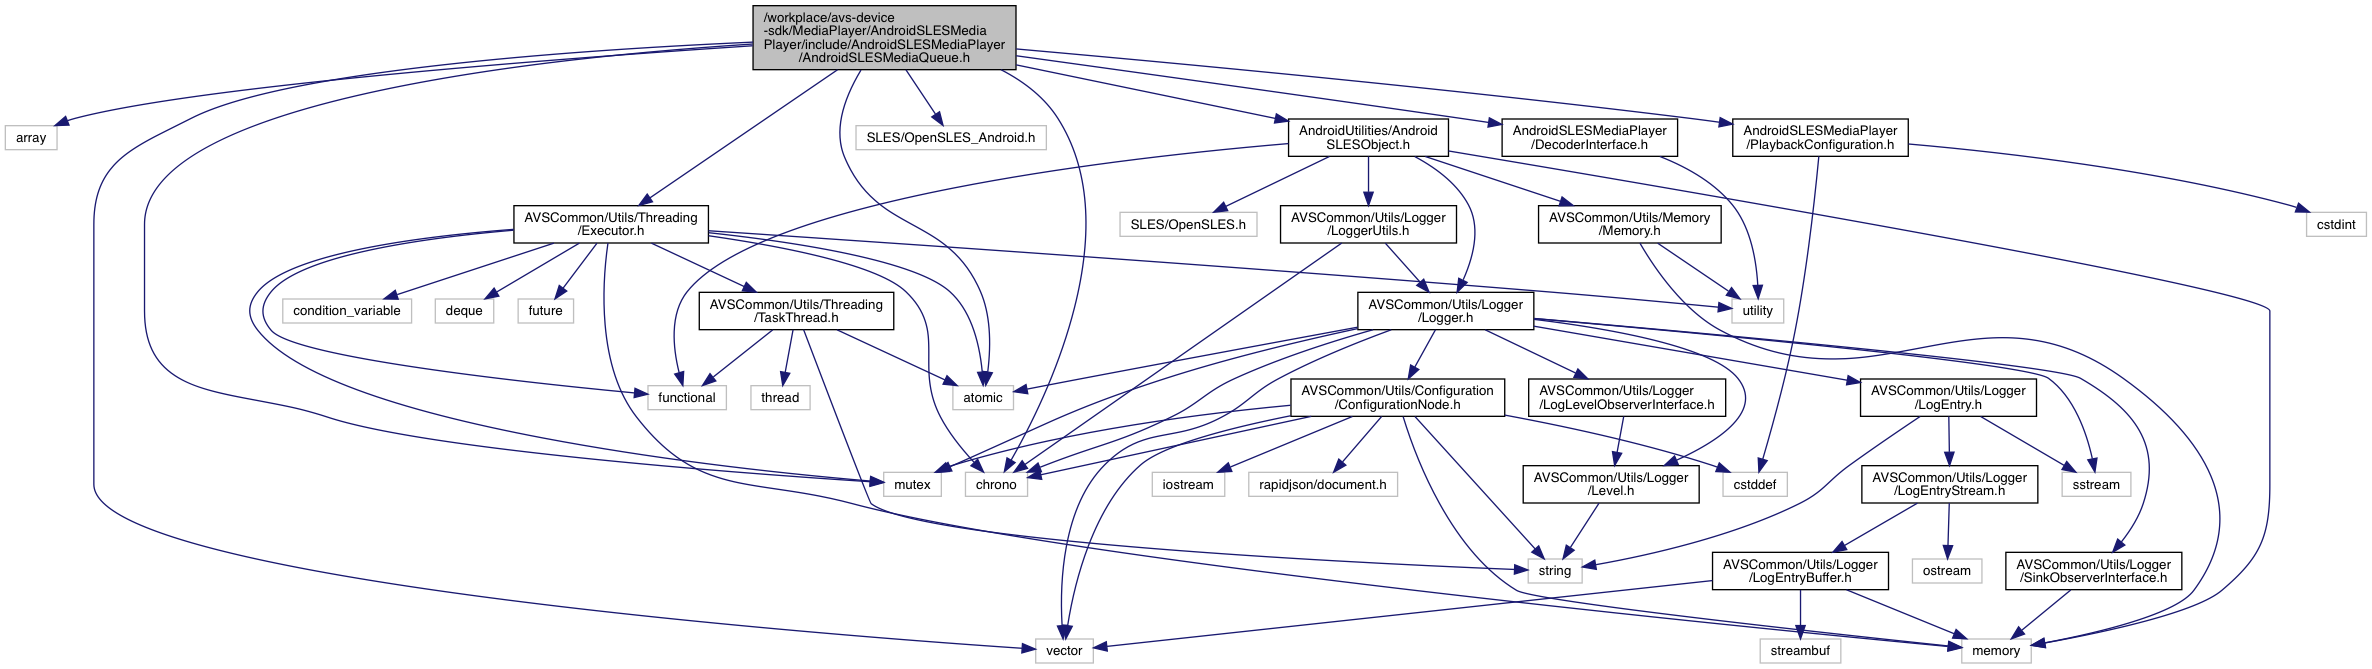 /workplace/avs-device
-sdk/MediaPlayer/AndroidSLESMedia
Player/include/AndroidSLESMediaPlayer
/AndroidSLESMediaQueue.h
array
SLES/OpenSLES_Android.h
AndroidUtilities/Android
SLESObject.h
AndroidSLESMediaPlayer
/DecoderInterface.h
AndroidSLESMediaPlayer
/PlaybackConfiguration.h
AVSCommon/Utils/Threading
/Executor.h
SLES/OpenSLES.h
AVSCommon/Utils/Logger
/LoggerUtils.h
AVSCommon/Utils/Memory
/Memory.h
cstdint
condition_variable
deque
future
AVSCommon/Utils/Threading
/TaskThread.h
AVSCommon/Utils/Logger
/Logger.h
utility
functional
thread
atomic
AVSCommon/Utils/Configuration
/ConfigurationNode.h
AVSCommon/Utils/Logger
/LogLevelObserverInterface.h
AVSCommon/Utils/Logger
/LogEntry.h
mutex
chrono
iostream
rapidjson/document.h
AVSCommon/Utils/Logger
/Level.h
cstddef
AVSCommon/Utils/Logger
/LogEntryStream.h
sstream
string
AVSCommon/Utils/Logger
/LogEntryBuffer.h
ostream
AVSCommon/Utils/Logger
/SinkObserverInterface.h
vector
streambuf
memory